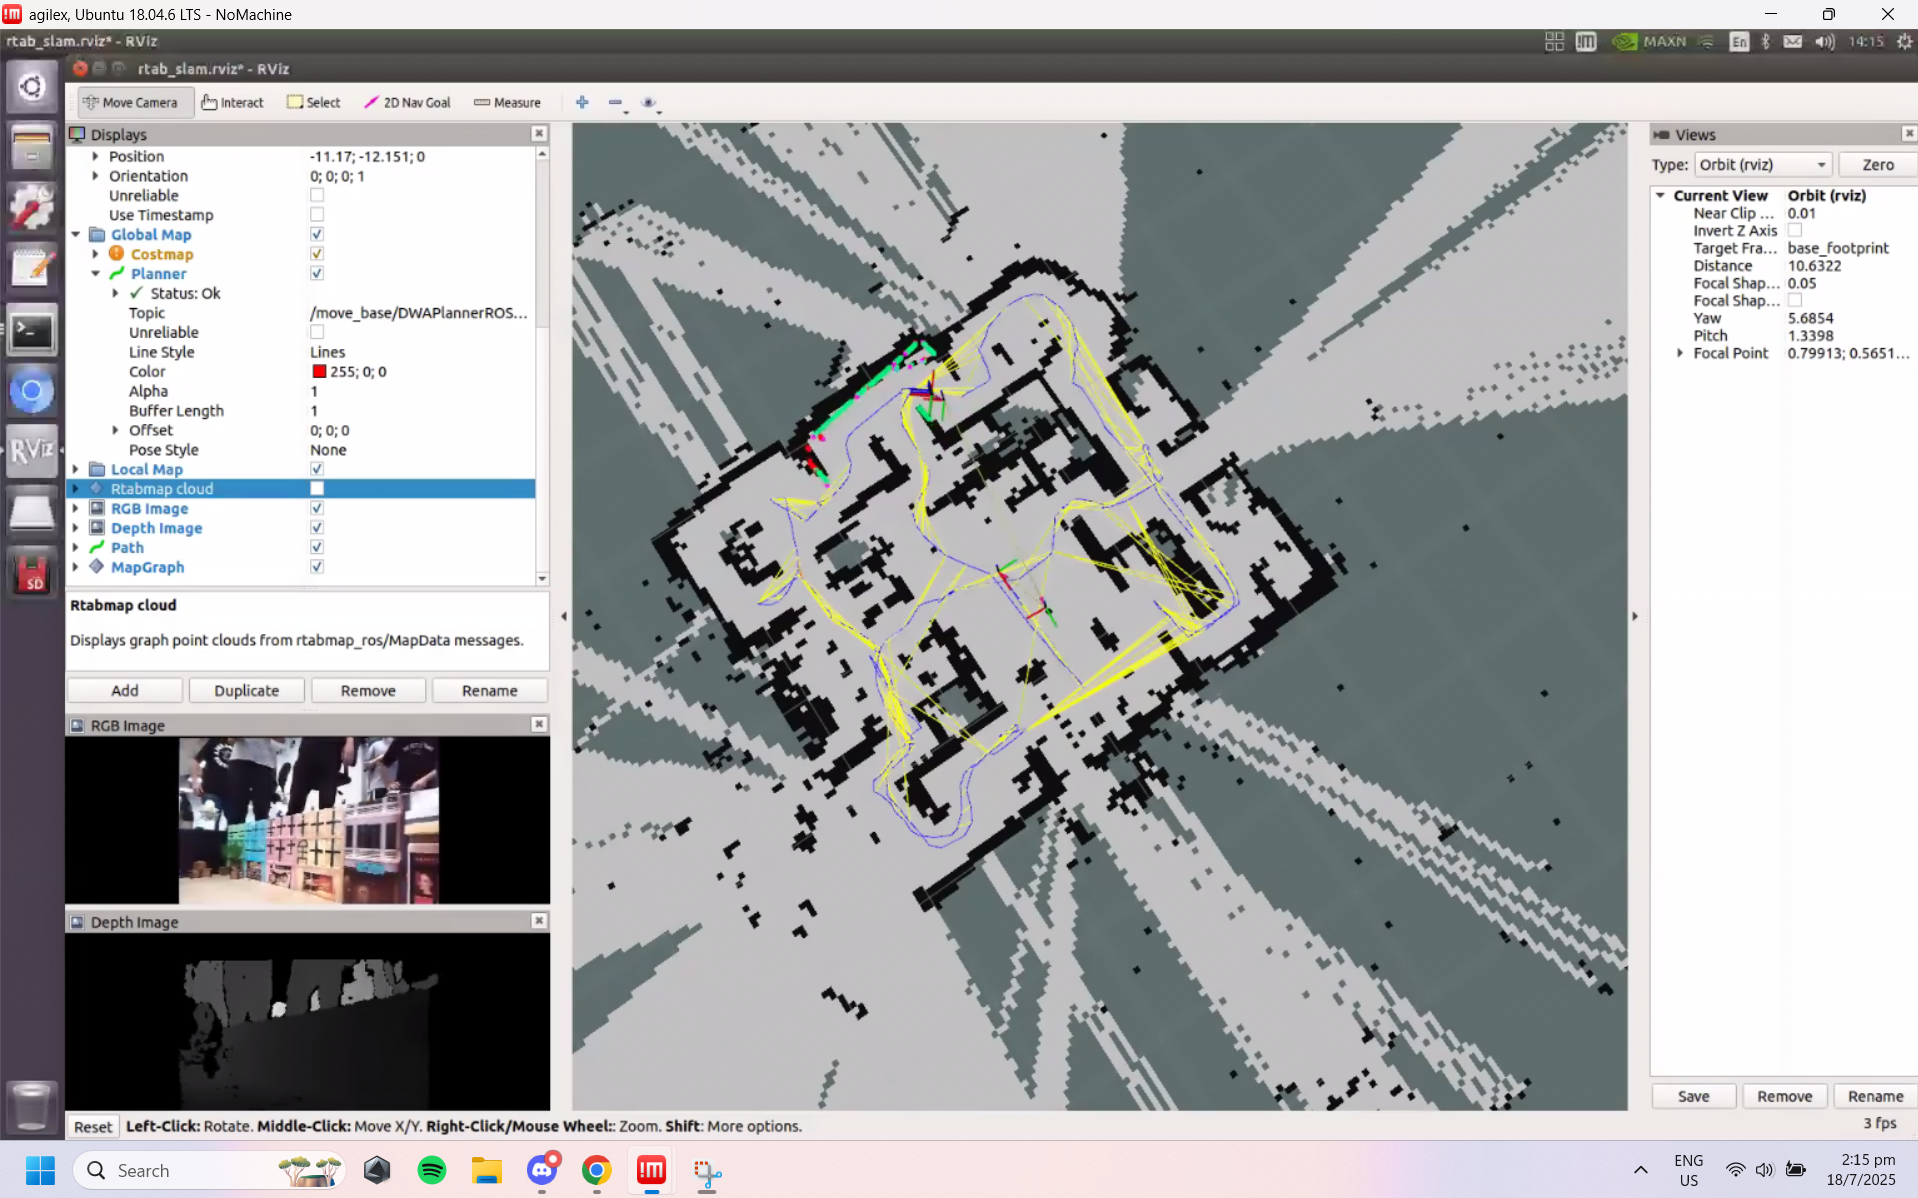 agilex, Ubuntu 18.04.6 LTS - NoMachine
rtab_slam.rviz* - RViz
MAXN
En
14:15
rtab_slam.rviz* - RViz
Move Camera
Interact
Select
2D Nav Goal
Measure
Displays
Position -11.17; -12.151; 0
Orientation 0; 0; 0; 1
Unreliable
Use Timestamp
Global Map
Costmap
Planner
Status: Ok
Topic /move_base/DWAPlannerROS...
Unreliable
Line Style Lines
Color 255; 0; 0
Alpha 1
Buffer Length 1
Offset 0; 0; 0
Pose Style None
Local Map
Rtabmap cloud
RGB Image
Depth Image
Path
MapGraph
Rtabmap cloud
Displays graph point clouds from rtabmap_ros/MapData messages.
Add
Duplicate
Remove
Rename
RGB Image
Depth Image
Reset
Left-Click: Rotate. Middle-Click: Move X/Y. Right-Click/Mouse Wheel:: Zoom. Shift: More options.
Views
Type: Orbit (rviz) Zero
Current View Orbit (rviz)
Near Clip ... 0.01
Invert Z Axis
Target Fra... base_footprint
Distance 10.6322
Focal Shap... 0.05
Focal Shap...
Yaw 5.6854
Pitch 1.3398
Focal Point 0.79913; 0.5651...
Save
Remove
Rename
3 fps
RViz
SD
Search
ENG
US
2:15 pm
18/7/2025